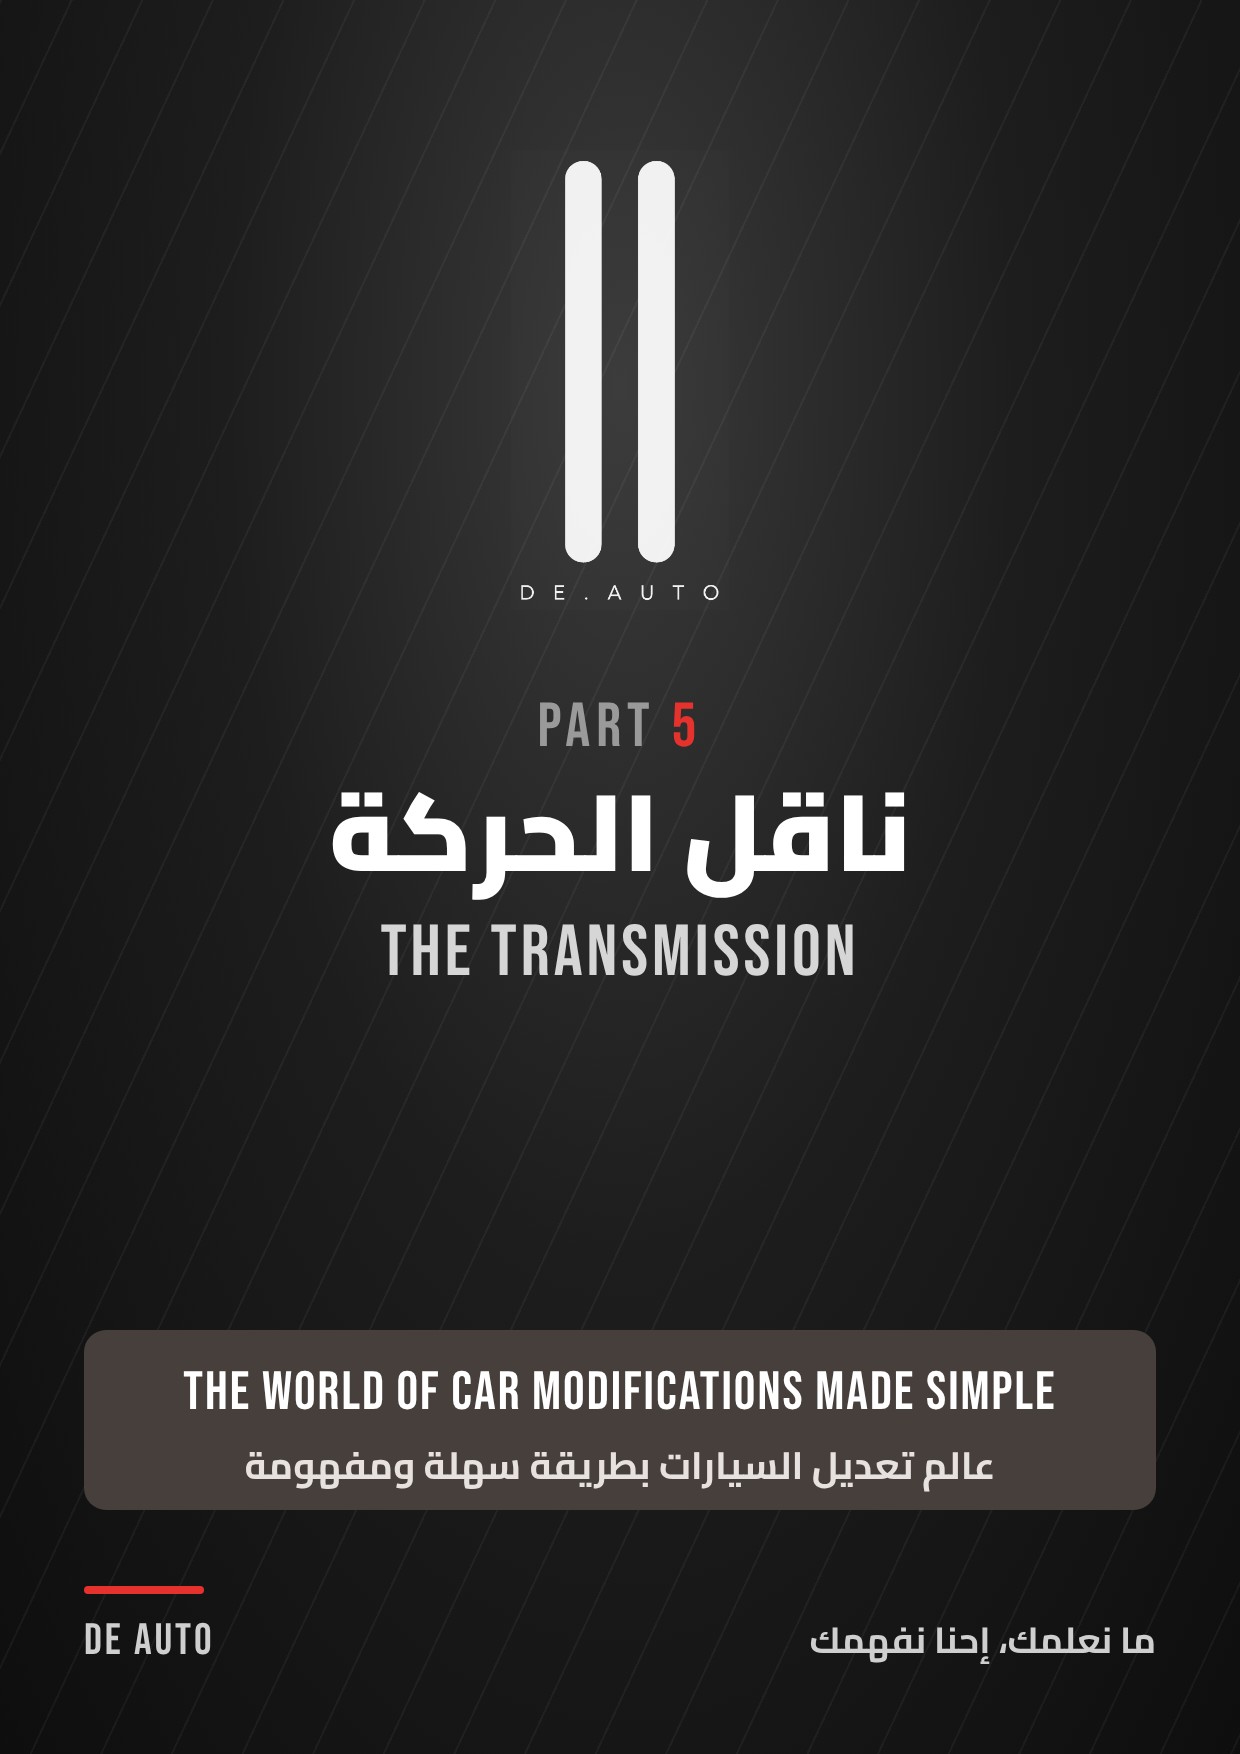 DE.AUTO
PART 5
ناقل الحركة
THE TRANSMISSION
THE WORLD OF CAR MODIFICATIONS MADE SIMPLE
عالم تعديل السيارات بطريقة سهلة ومفهومة
DE AUTO
ما نعلمك، إحنا نفهمك